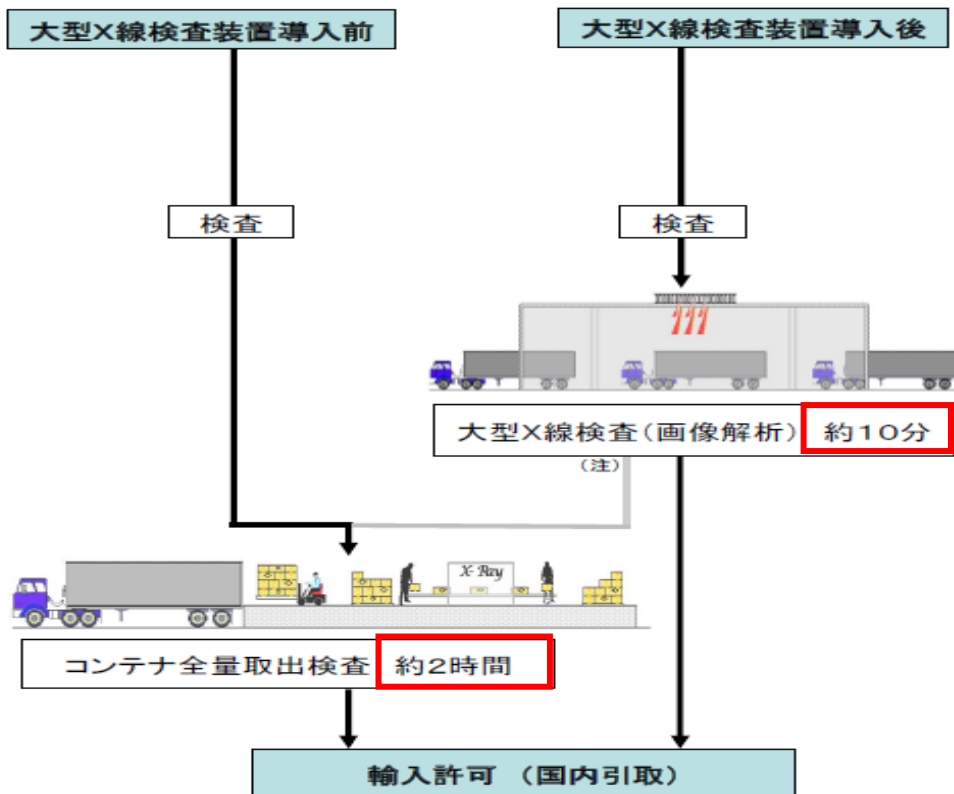 大型X線検査装置導入前
大型X線検査装置導入後
検査
検査
大型X線検査(画像解析) 約10分
(注)
X-Ray
コンテナ全量取出検査 約2時間
輸入許可 (国内引取)